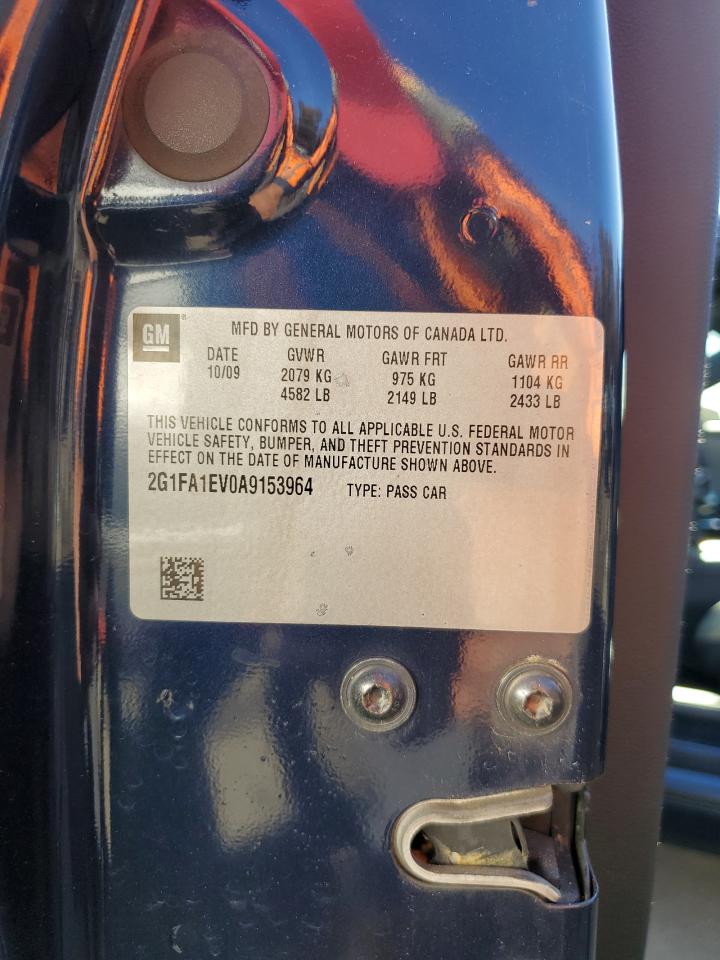 GM ® MFD BY GENERAL MOTORS OF CANADA LTD.
DATE GVWR GAWR FRT GAWR RR
10/09 2079 KG 975 KG 1104 KG
4582 LB 2149 LB 2433 LB
THIS VEHICLE CONFORMS TO ALL APPLICABLE U.S. FEDERAL MOTOR
VEHICLE SAFETY, BUMPER, AND THEFT PREVENTION STANDARDS IN
EFFECT ON THE DATE OF MANUFACTURE SHOWN ABOVE.
2G1FA1EV0A9153964 TYPE: PASS CAR